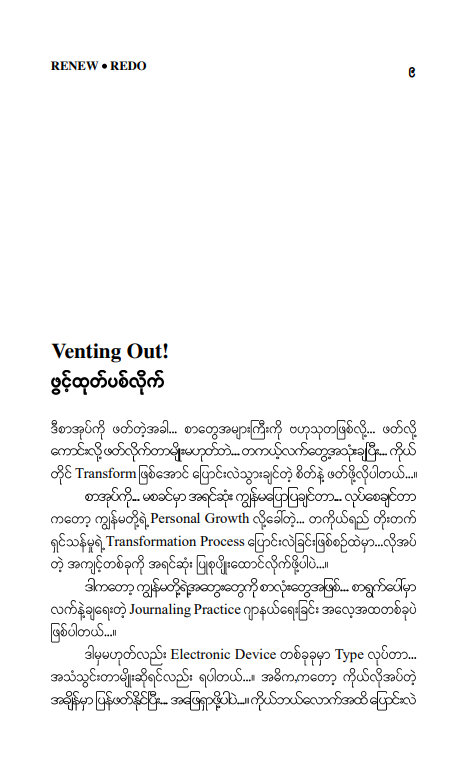 RENEW ● REDO
၉
Venting Out!
ဖွင့်ထုတ်ပစ်လိုက်
ဒီစာအုပ်ကို ဖတ်တဲ့အခါ... စာတွေအများကြီးကို ဗဟုသုတဖြစ်လို့... ဖတ်လို့
ကောင်းလို့ ဖတ်လိုက်တာမျိုးမဟုတ်ဘဲ... တကယ့်လက်တွေ့အသုံးချပြီး... ကိုယ်
တိုင် Transform ဖြစ်အောင် ပြောင်းလဲသွားချင်တဲ့ စိတ်နဲ့ ဖတ်ဖို့လိုပါတယ်...။
စာအုပ်ကို... မစခင်မှာ အရင်ဆုံး ကျွန်မပြောပြချင်တာ... လုပ်စေချင်တာ
ကတော့ ကျွန်မတို့ရဲ့ Personal Growth လို့ခေါ်တဲ့... တကိုယ်ရည် တိုးတက်
ရှင်သန်မှုရဲ့ Transformation Process ပြောင်းလဲခြင်းဖြစ်စဉ်ထဲမှာ...လိုအပ်
တဲ့ အကျင့်တစ်ခုကို အရင်ဆုံး ပြုစုပျိုးထောင်လိုက်ဖို့ပါပဲ...။
ဒါကတော့ ကျွန်မတို့ရဲ့အတွေးတွေကို စာလုံးတွေအဖြစ်... စာရွက်ပေါ်မှာ
လက်နဲ့ချရေးတဲ့ Journaling Practice ဂျာနယ်ရေးခြင်း အလေ့အထတစ်ခုပဲ
ဖြစ်ပါတယ်...။
ဒါမှမဟုတ်လည်း Electronic Device တစ်ခုခုမှာ Type လုပ်တာ...
အသံသွင်းတာမျိုးဆိုရင်လည်း ရပါတယ်...။ အဓိကကတော့ ကိုယ်လိုအပ်တဲ့
အချိန်မှာ ပြန်ဖတ်နိုင်ပြီး... အဖြေရှာဖို့ပါပဲ...။ ကိုယ်ဘယ်လောက်အထိ ပြောင်းလဲ